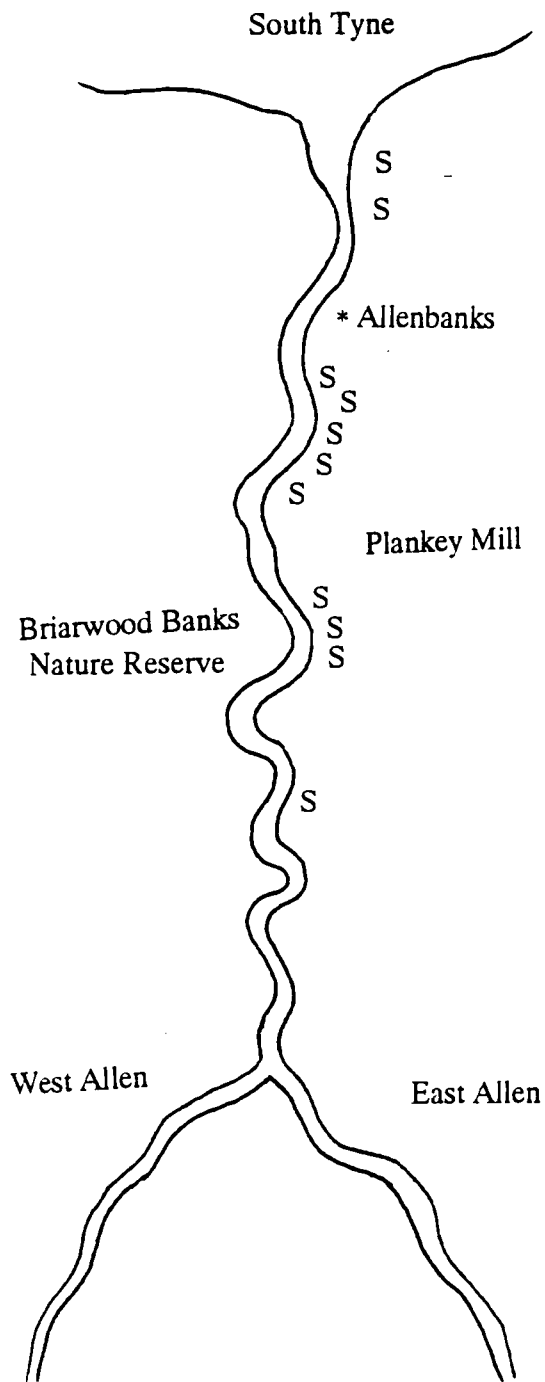 South Tyne
S
S
* Allenbanks
S
S
S
S
S
Plankey Mill
S
S
S
Briarwood Banks
Nature Reserve
S
West Allen
East Allen